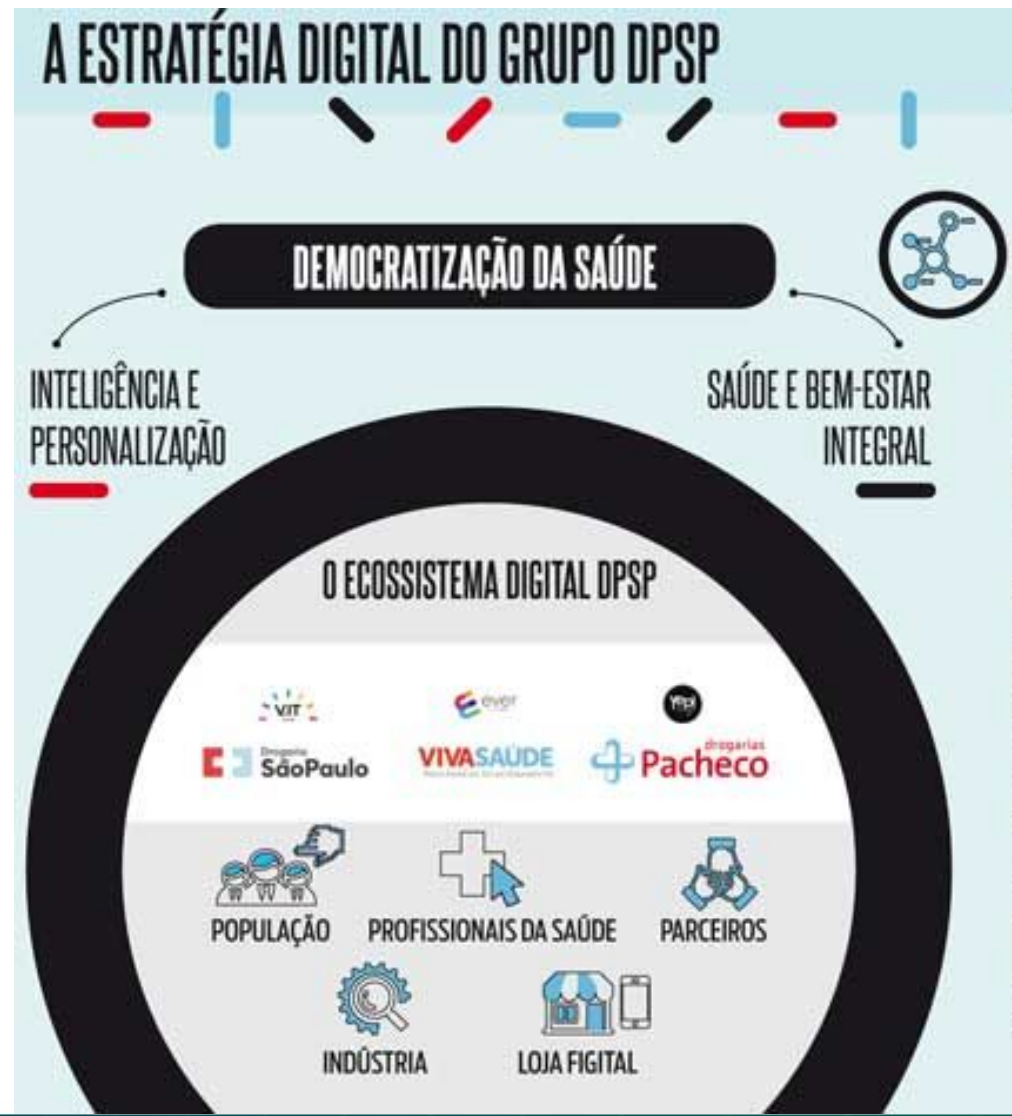 A ESTRATÉGIA DIGITAL DO GRUPO DPSP
DEMOCRATIZAÇÃO DA SAÚDE
INTELIGÊNCIA E
PERSONALIZAÇÃO
SAÚDE E BEM-ESTAR
INTEGRAL
O ECOSSISTEMA DIGITAL DPSP
VIT
ever
Yep!
Drogaria
SãoPaulo
VIVASAÚDE
drogarias
Pacheco
POPULAÇÃO
PROFISSIONAIS DA SAÚDE
PARCEIROS
INDÚSTRIA
LOJA FIGITAL